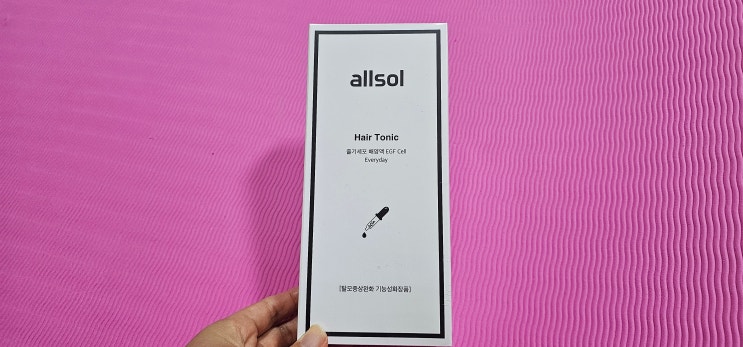 allsol
Hair Tonic
줄기세포 배양액 EGF Cell
Everyday
[탈모증상완화 기능성화장품]